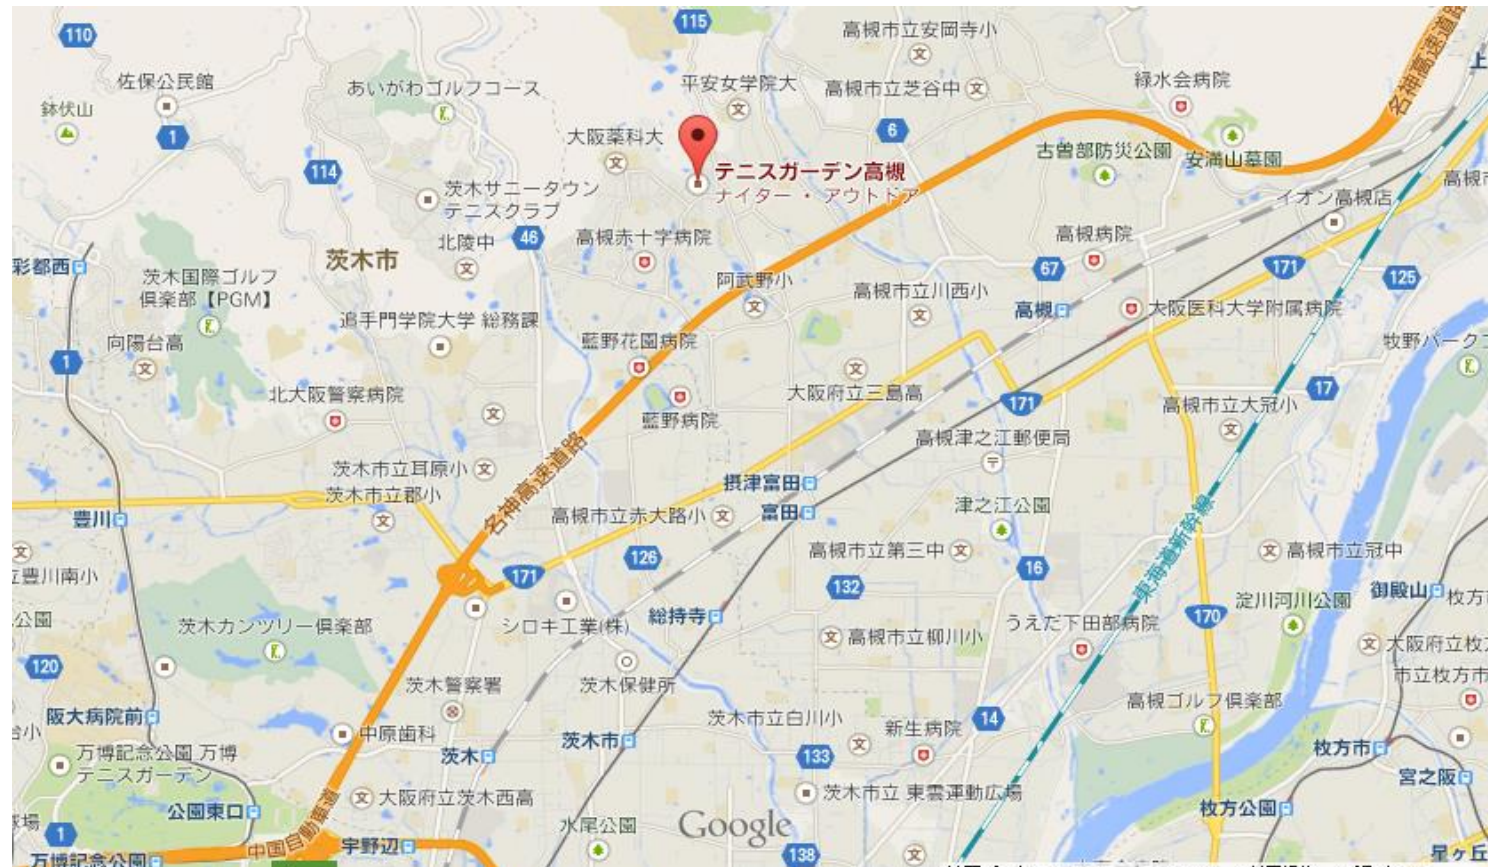 110
115
高槻市立安岡寺小
名神高速道路
佐保公民館
あいがわゴルフコース
平安女学院大
高槻市立芝谷中
緑水会病院
鉢伏山
1
大阪薬科大
6
古曽部防災公園
安満山墓園
114
茨木サニータウン
テニスクラブ
テニスガーデン高槻
ナイター ・ アウトドア
イオン高槻店
北陵中
46
高槻赤十字病院
高槻病院
彩都西
茨木市
茨木国際ゴルフ
倶楽部【PGM】
阿武野小
高槻市立川西小
67
171
125
高槻
大阪医科大学附属病院
追手門学院大学 総務課
向陽台高
藍野花園病院
1
北大阪警察病院
藍野病院
大阪府立三島高
171
高槻市立大冠小
17
高槻津之江郵便局
茨木市立耳原小
茨木市立郡小
名神高速道路
摂津富田
富田
津之江公園
豊川
高槻市立赤大路小
東海道新幹線
126
高槻市立第三中
高槻市立冠中
立豊川南小
171
132
16
御殿山
淀川河川公園
公園
茨木カンツリー倶楽部
シロキ工業(株)
総持寺
高槻市立柳川小
うえだ下田部病院
170
120
茨木警察署
茨木保健所
高槻ゴルフ倶楽部
阪大病院前
中原歯科
茨木市立白川小
新生病院
14
万博記念公園 万博
テニスガーデン
茨木
茨木市
133
枚方市
宮之阪
公園東口
大阪府立茨木西高
茨木市立 東雲運動広場
枚方公園
1
中国自動車道
宇野辺
水尾公園
Google
138
万博記念公園
星ヶ丘